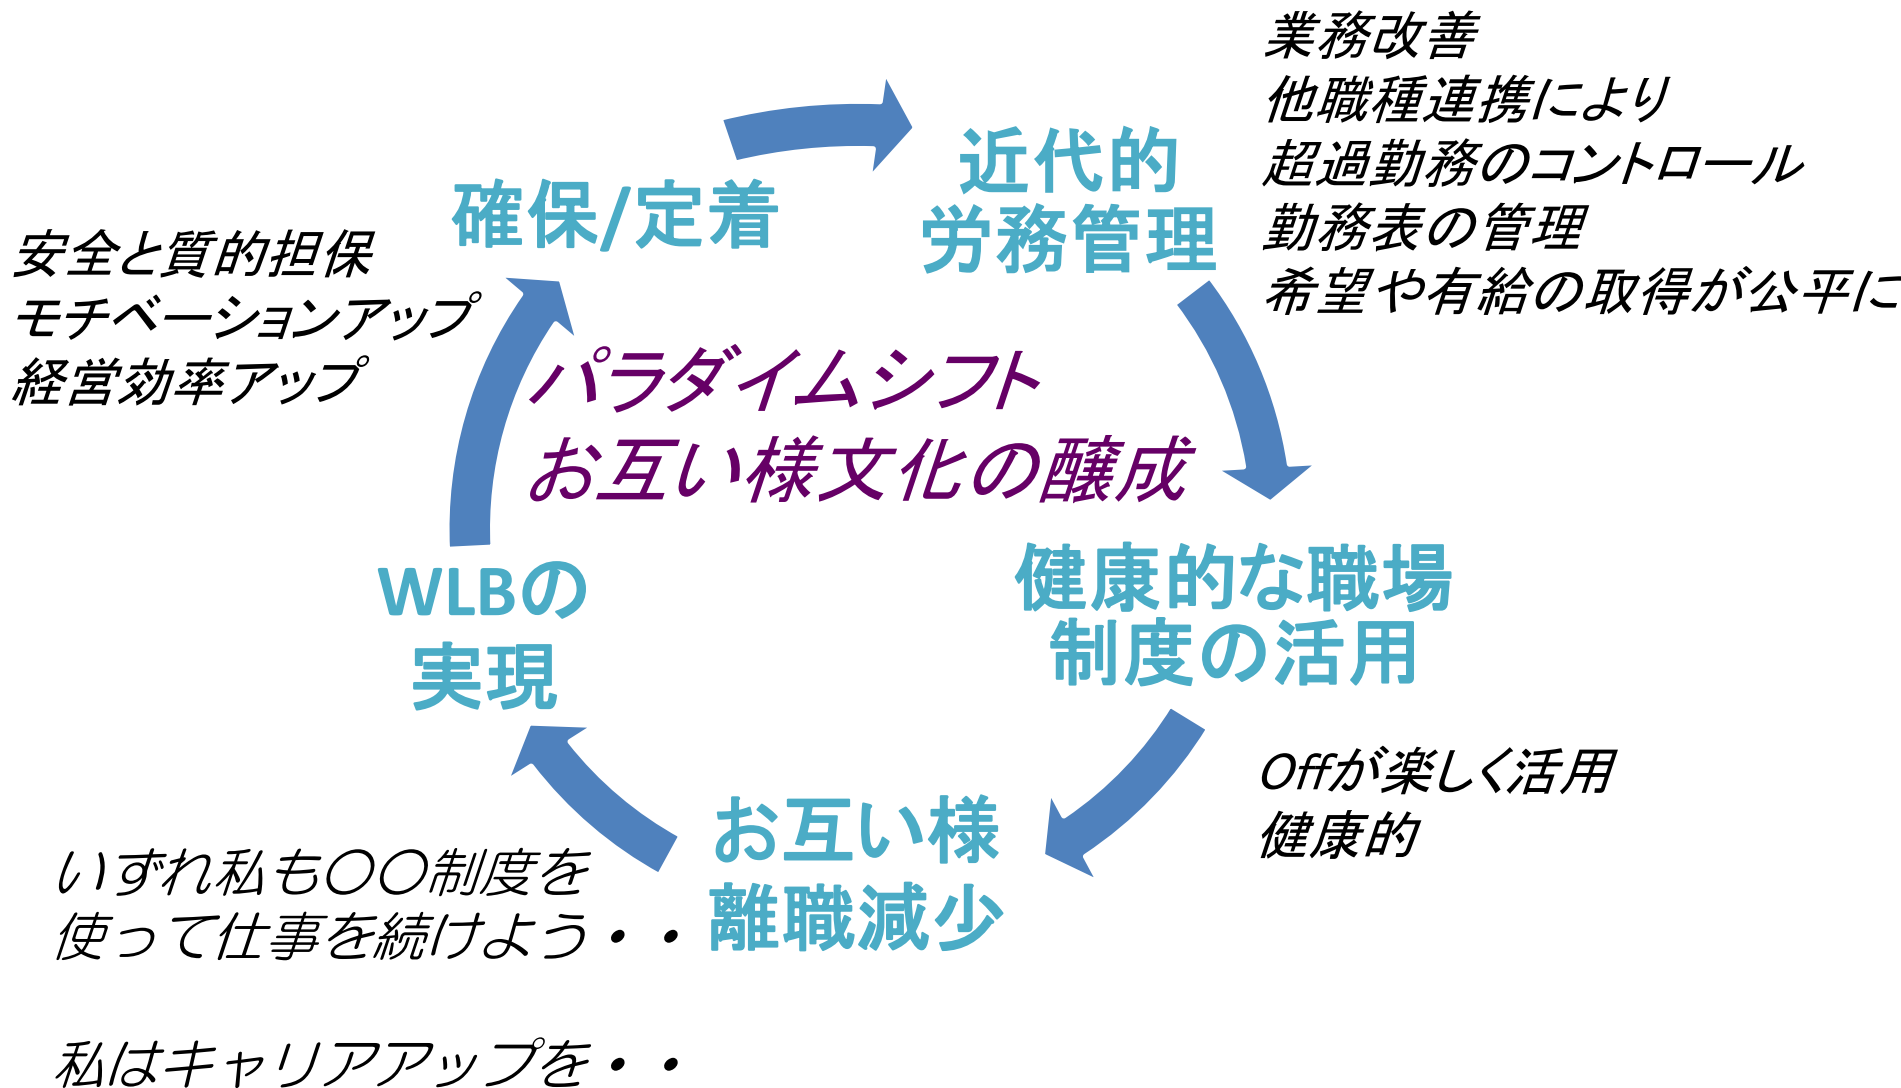 業務改善
他職種連携により
超過勤務のコントロール
勤務表の管理
希望や有給の取得が公平に
近代的
労務管理
確保/定着
安全と質的担保
モチベーションアップ
経営効率アップ
パラダイムシフト
お互い様文化の醸成
健康的な職場
制度の活用
WLBの
実現
Offが楽しく活用
健康的
お互い様
離職減少
いずれ私も〇〇制度を
使って仕事を続けよう・・
私はキャリアアップを・・